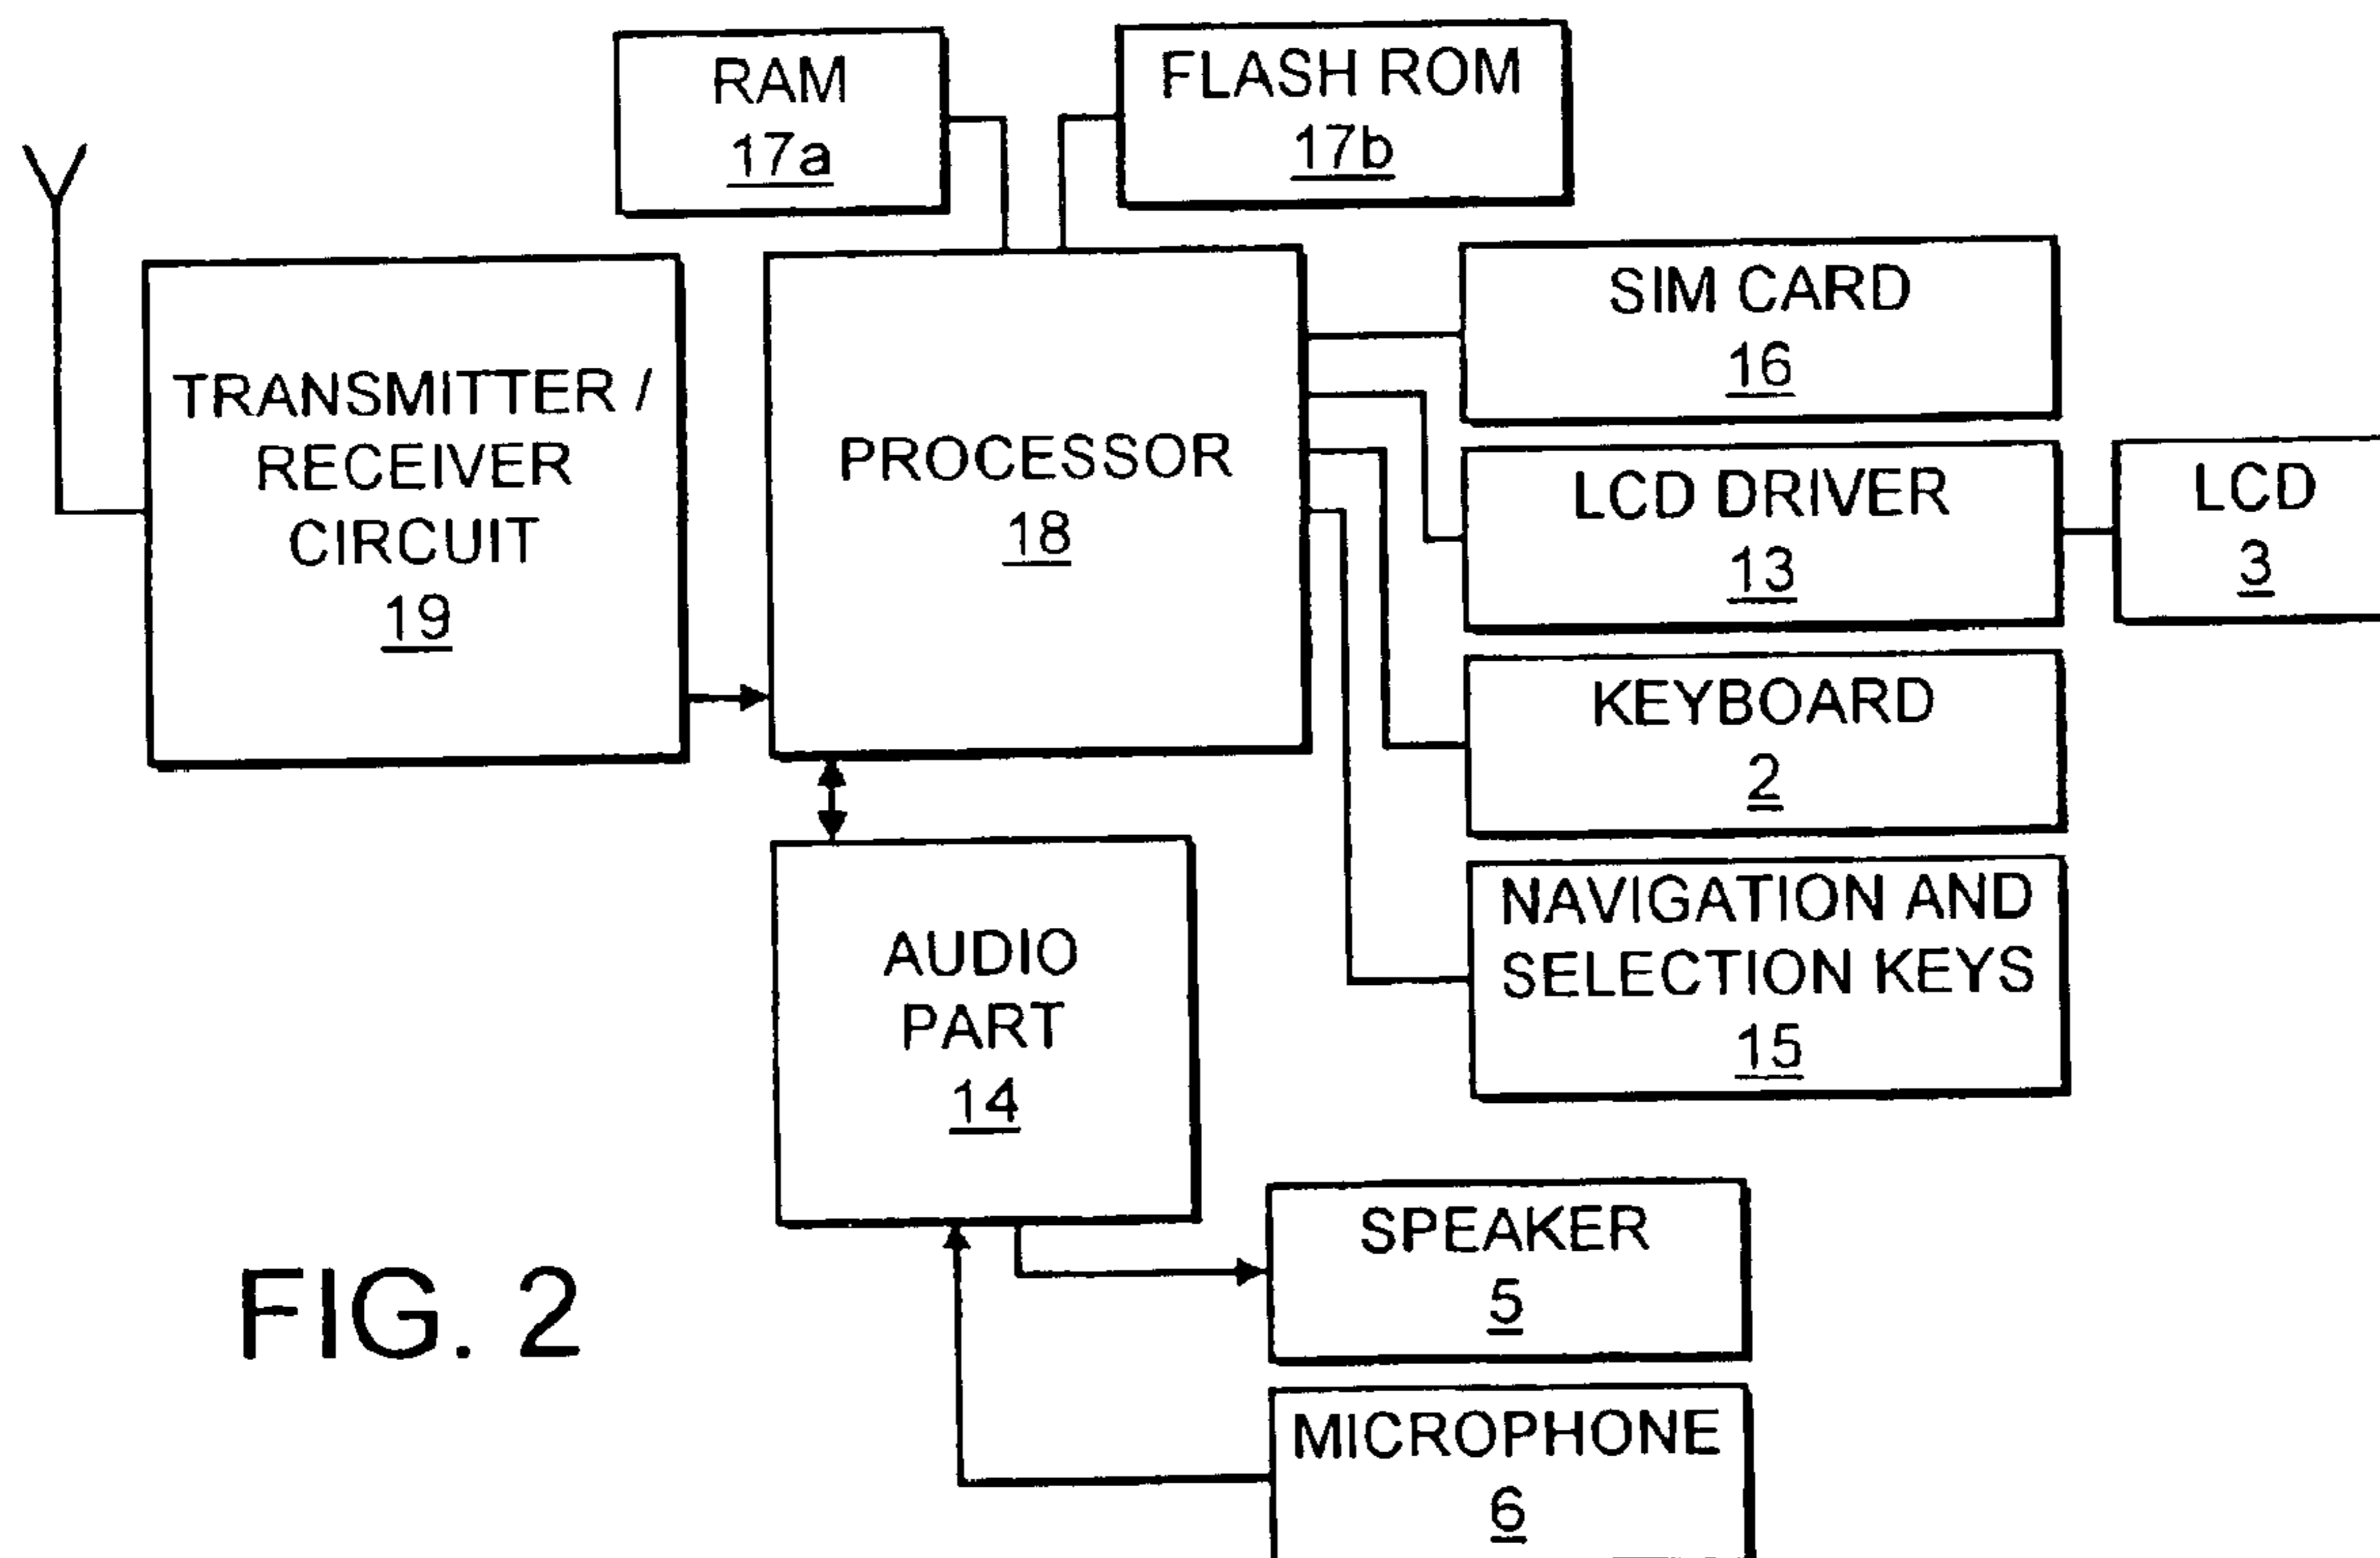 RAM
17a
FLASH ROM
17b
TRANSMITTER /
RECEIVER
CIRCUIT
19
PROCESSOR
18
SIM CARD
16
LCD DRIVER
13
LCD
3
KEYBOARD
2
NAVIGATION AND
SELECTION KEYS
15
AUDIO
PART
14
SPEAKER
5
MICROPHONE
6
FIG. 2